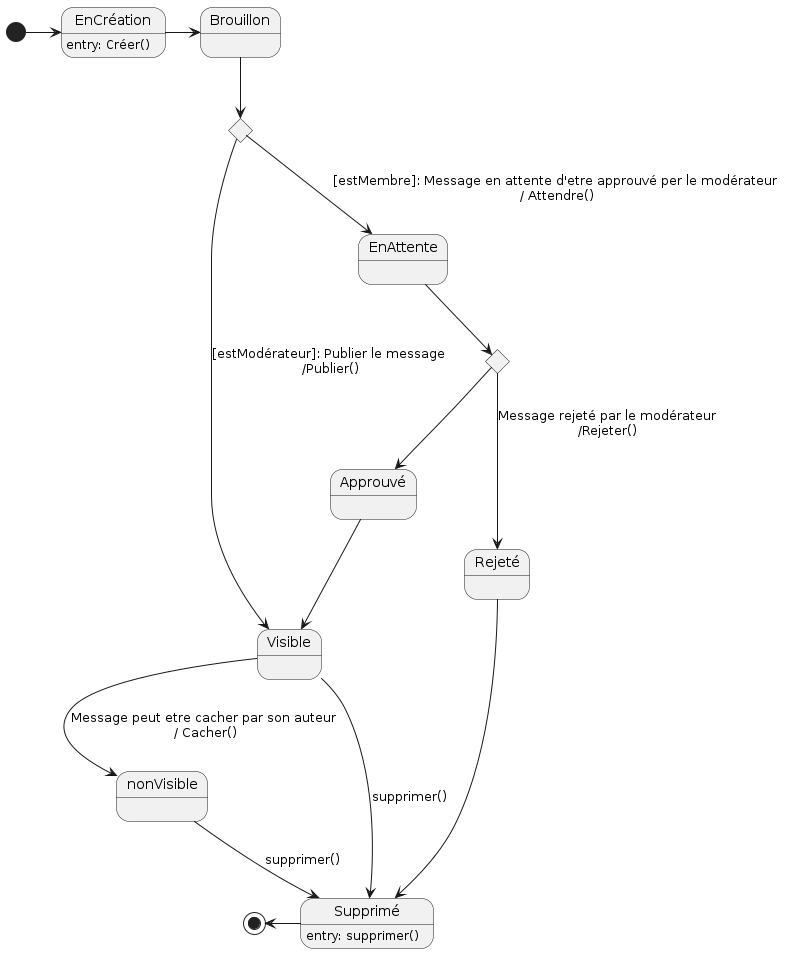 EnCréation
entry: Créer()
Brouillon
[estMembre]: Message en attente d'etre approuvé per le modérateur
/ Attendre()
EnAttente
[estModérateur]: Publier le message
/Publier()
Message rejeté par le modérateur
/Rejeter()
Approuvé
Rejeté
Visible
Message peut etre cacher par son auteur
/ Cacher()
nonVisible
supprimer()
supprimer()
Supprimé
entry: supprimer()